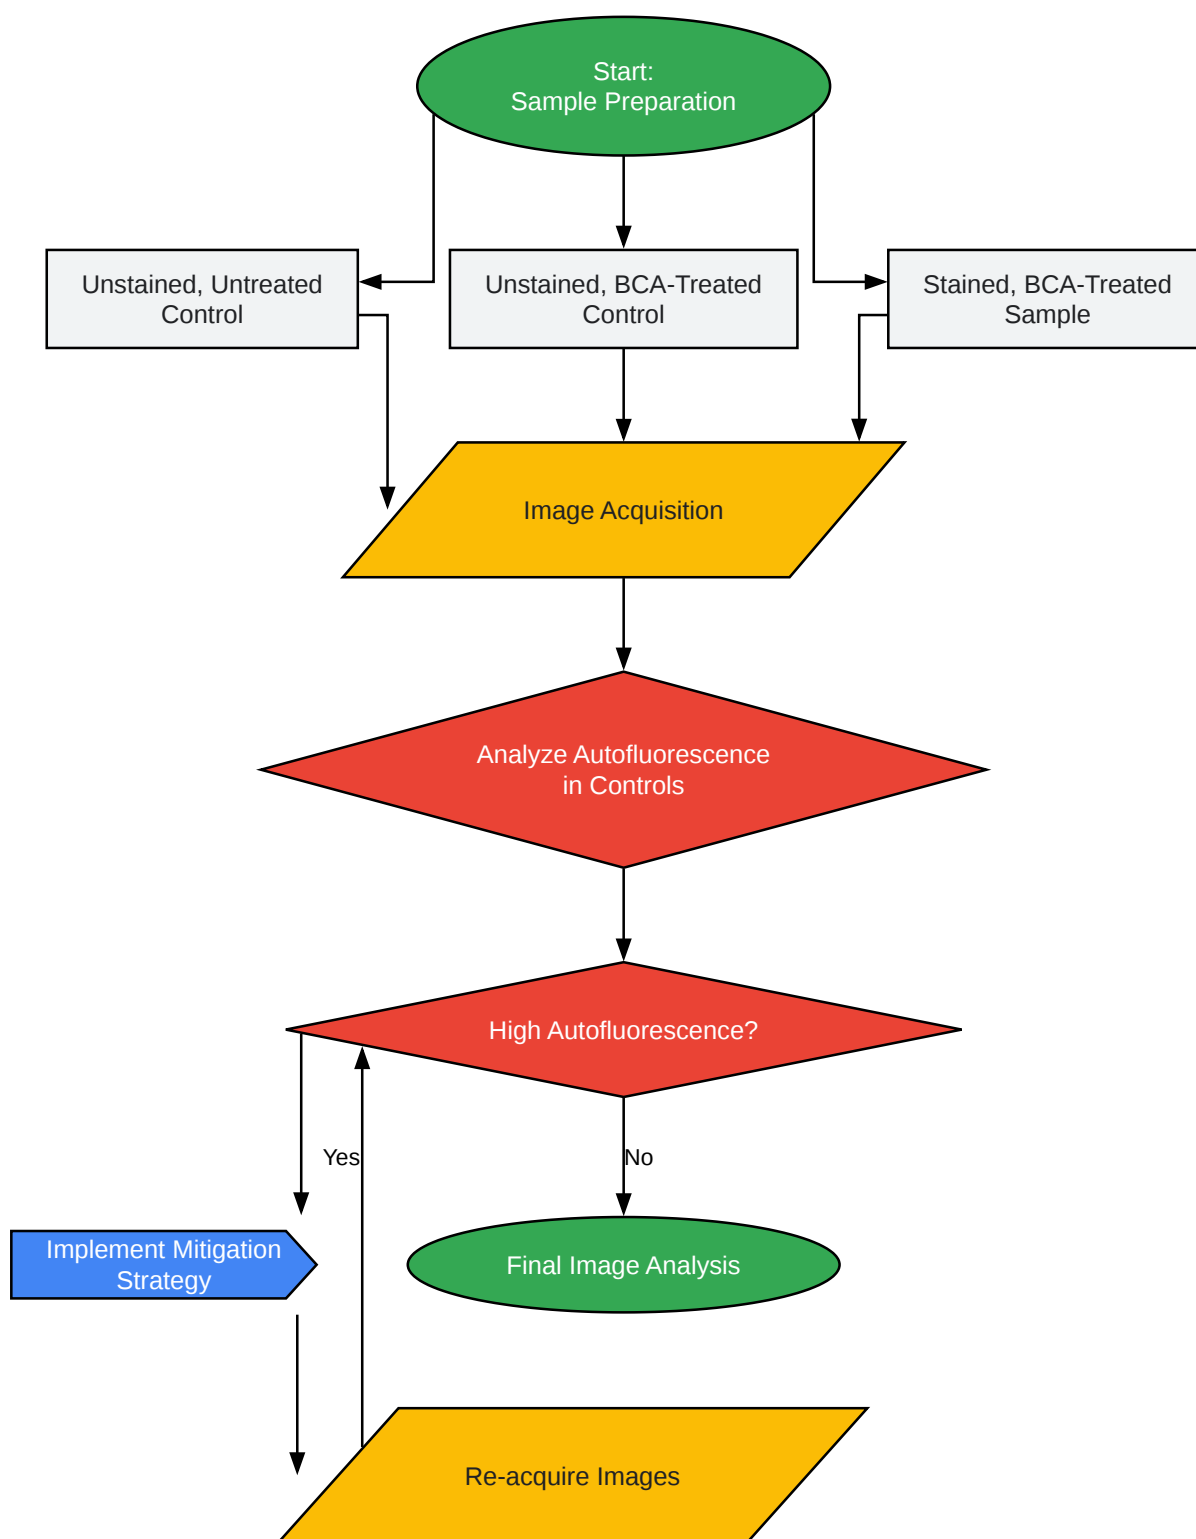 Start:
Sample Preparation
Unstained, Untreated
Control
Unstained, BCA-Treated
Control
Stained, BCA-Treated
Sample
Image Acquisition
Analyze Autofluorescence
in Controls
High Autofluorescence?
Yes
No
Implement Mitigation
Strategy
Final Image Analysis
Re-acquire Images